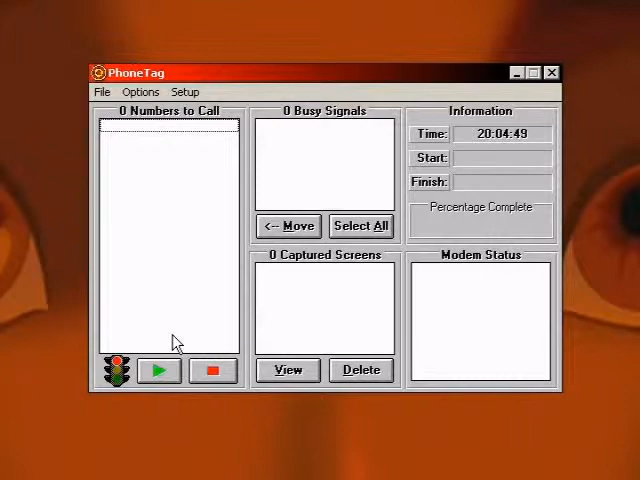 PhoneTag
File Options Setup
0 Numbers to Call
0 Busy Signals
<-- Move Select All
0 Captured Screens
View Delete
Information
Time: 20:04:49
Start:
Finish:
Percentage Complete
Modem Status